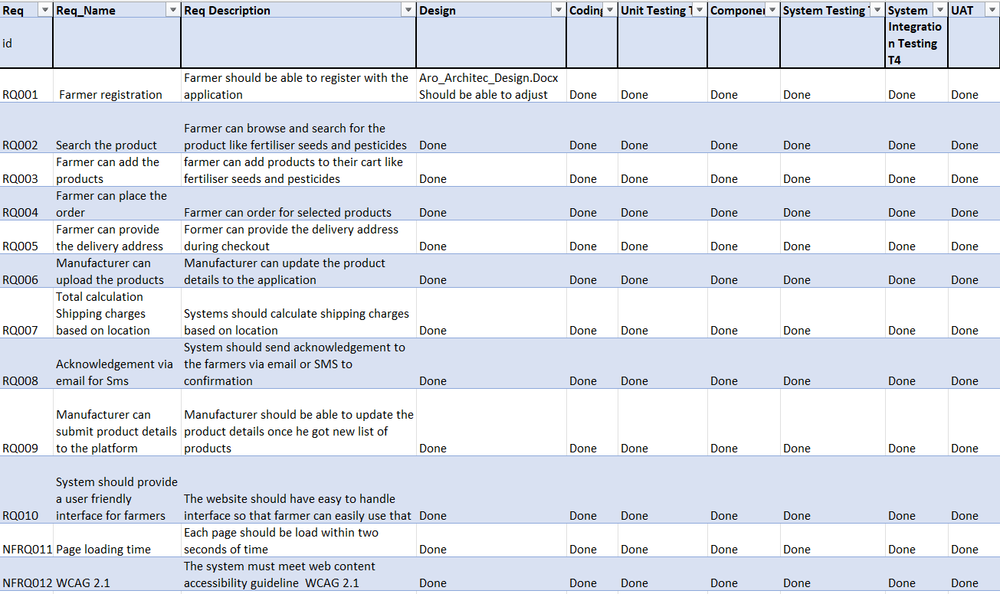 Req Req_Name Req Description Design Coding Unit Testing T Componen System Testing T System UAT
id Integratio
n Testing
T4
Farmer should be able to register with the Aro_Architec_Design.Docx
RQ001 Farmer registration application Should be able to adjust Done Done Done Done Done Done
Farmer can browse and search for the
RQ002 Search the product product like fertiliser seeds and pesticides Done Done Done Done Done Done Done
Farmer can add the farmer can add products to their cart like
RQ003 products fertiliser seeds and pesticides Done Done Done Done Done Done Done
Farmer can place the
RQ004 order Farmer can order for selected products Done Done Done Done Done Done Done
Farmer can provide Former can provide the delivery address
RQ005 the delivery address during checkout Done Done Done Done Done Done Done
Manufacturer can Manufacturer can update the product
RQ006 upload the products details to the application Done Done Done Done Done Done Done
Total calculation
Shipping charges Systems should calculate shipping charges
RQ007 based on location based on location Done Done Done Done Done Done Done
System should send acknowledgement to
Acknowledgement via the farmers via email or SMS to
RQ008 email for Sms confirmation Done Done Done Done Done Done Done
Manufacturer can Manufacturer should be able to update the
submit product details product details once he got new list of
RQ009 to the platform products Done Done Done Done Done Done Done
System should provide
a user friendly The website should have easy to handle
RQ010 interface for farmers interface so that farmer can easily use that Done Done Done Done Done Done Done
Each page should be load within two
NFRQ011 Page loading time seconds of time Done Done Done Done Done Done Done
The system must meet web content
NFRQ012 WCAG 2.1 accessibility guideline WCAG 2.1 Done Done Done Done Done Done Done